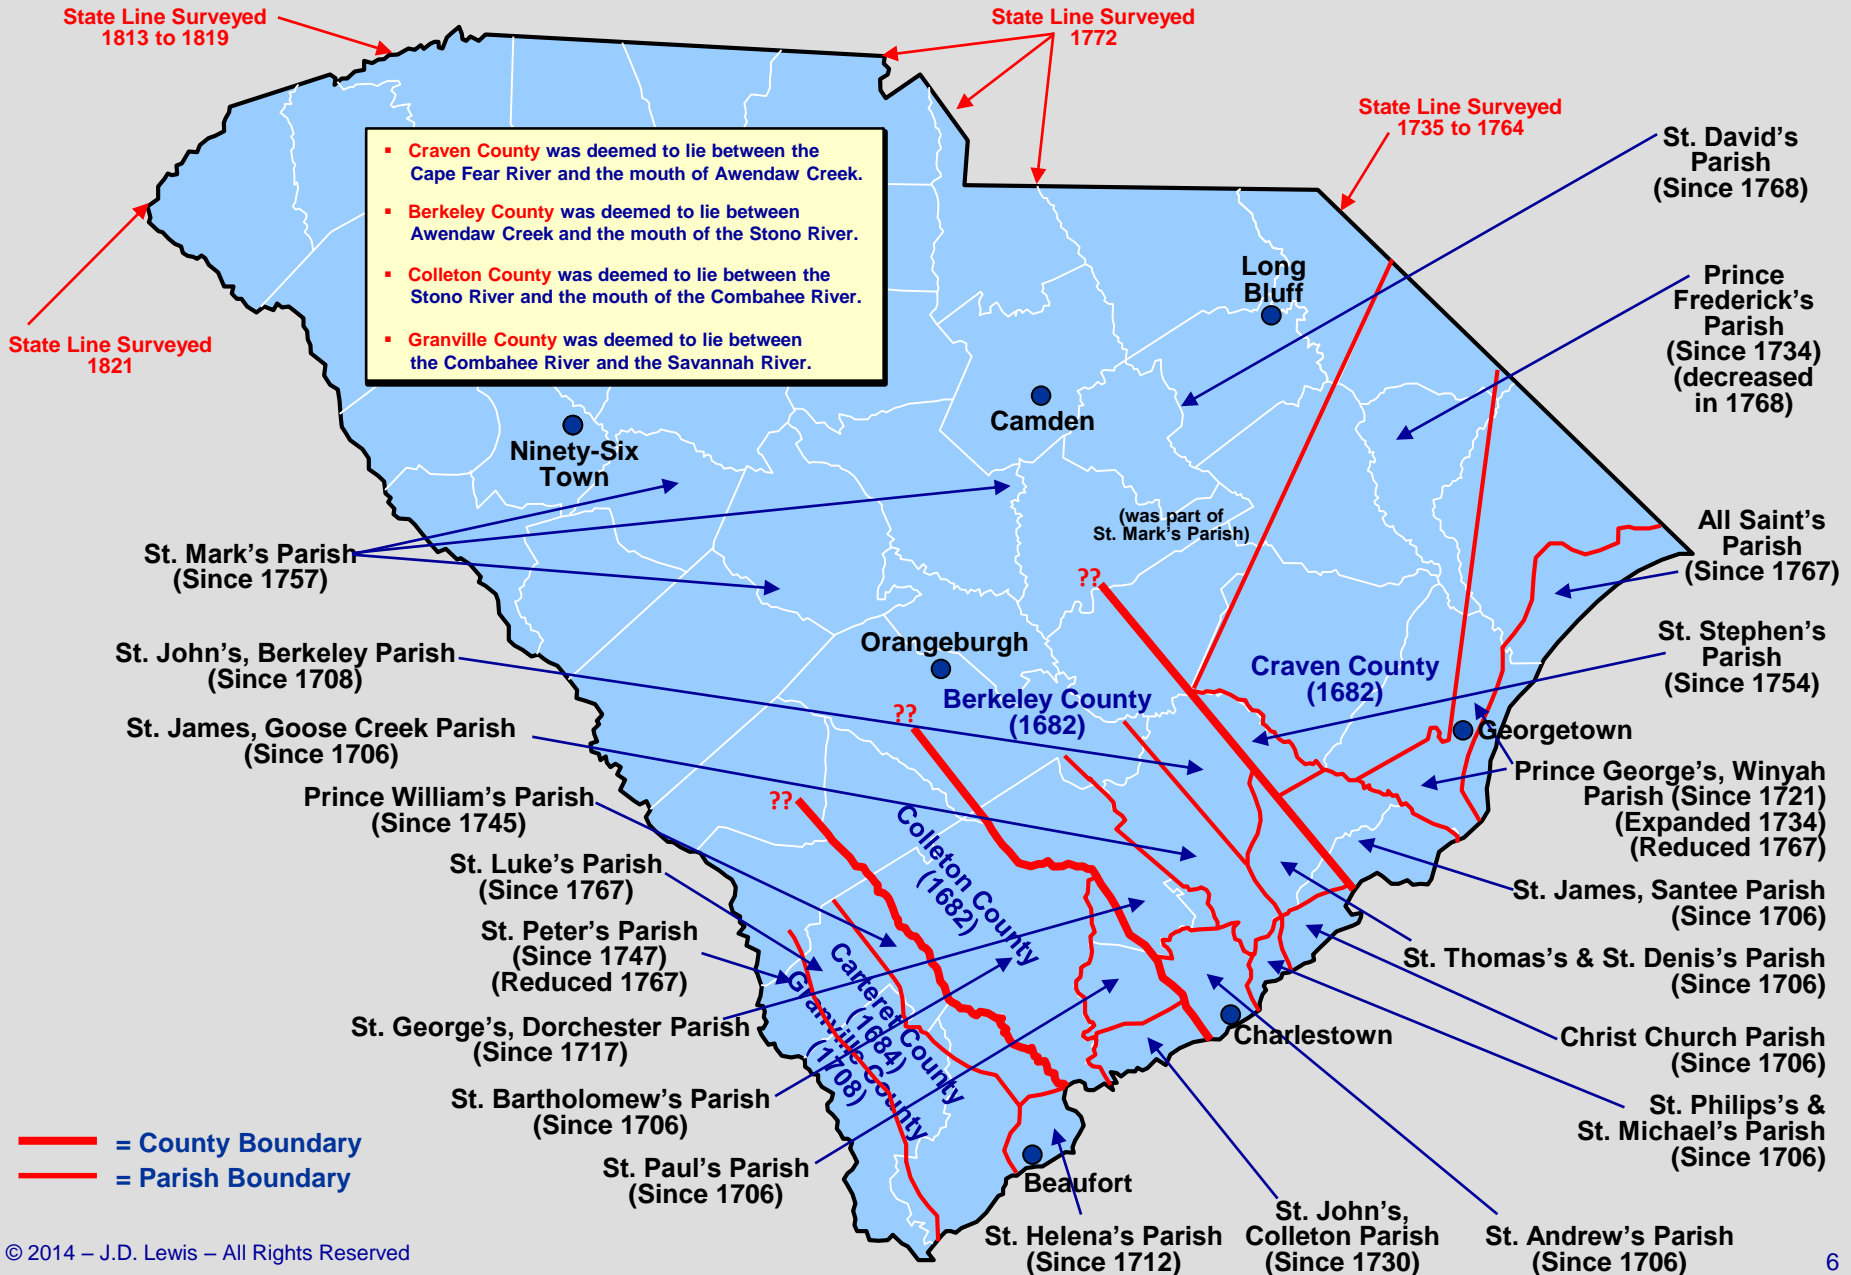 State Line Surveyed
1813 to 1819
State Line Surveyed
1772
State Line Surveyed
1735 to 1764
State Line Surveyed
1821
▪ Craven County was deemed to lie between the
Cape Fear River and the mouth of Awendaw Creek.
▪ Berkeley County was deemed to lie between
Awendaw Creek and the mouth of the Stono River.
▪ Colleton County was deemed to lie between the
Stono River and the mouth of the Combahee River.
▪ Granville County was deemed to lie between
the Combahee River and the Savannah River.
St. David's
Parish
(Since 1768)
Prince
Frederick's
Parish
(Since 1734)
(decreased
in 1768)
Long
Bluff
Camden
Ninety-Six
Town
(was part of
St. Mark's Parish)
All Saint's
Parish
(Since 1767)
St. Mark's Parish
(Since 1757)
??
St. Stephen's
Parish
(Since 1754)
Orangeburgh
St. John's, Berkeley Parish
(Since 1708)
Craven County
(1682)
Berkeley County
(1682)
??
Georgetown
St. James, Goose Creek Parish
(Since 1706)
Prince George's, Winyah
Parish (Since 1721)
(Expanded 1734)
(Reduced 1767)
Prince William's Parish
(Since 1745)
??
Colleton County
(1682)
St. Luke's Parish
(Since 1767)
St. James, Santee Parish
(Since 1706)
St. Peter's Parish
(Since 1747)
(Reduced 1767)
Carteret County
(1684)
Granville County
(1708)
St. Thomas's & St. Denis's Parish
(Since 1706)
St. George's, Dorchester Parish
(Since 1717)
Charlestown
Christ Church Parish
(Since 1706)
St. Bartholomew's Parish
(Since 1706)
St. Philips's &
St. Michael's Parish
(Since 1706)
= County Boundary
= Parish Boundary
St. Paul's Parish
(Since 1706)
Beaufort
St. Helena's Parish
(Since 1712)
St. John's,
Colleton Parish
(Since 1730)
St. Andrew's Parish
(Since 1706)
© 2014 – J.D. Lewis – All Rights Reserved
6